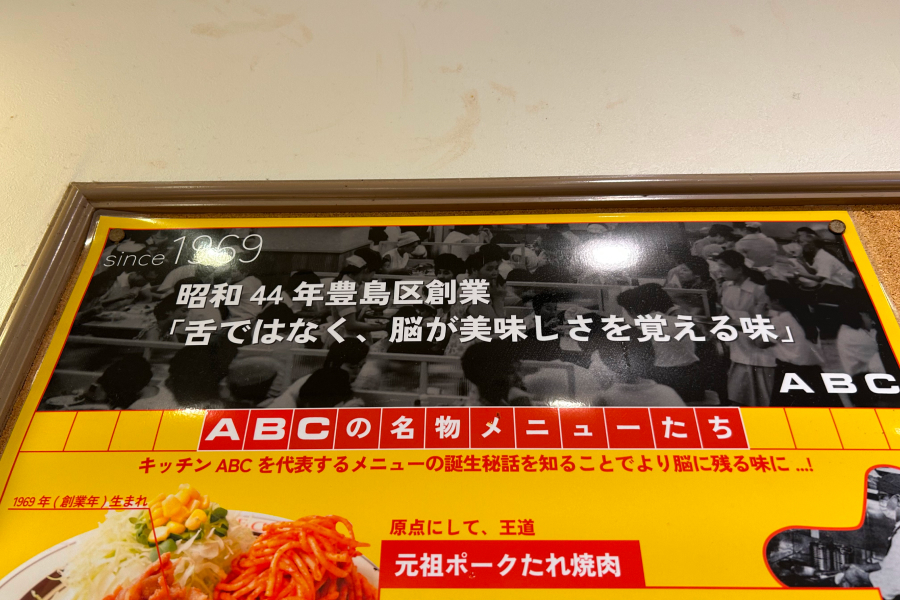 since 1969
昭和 44 年豊島区創業
「舌ではなく、脳が美味しさを覚える味」
ABC
ABCの名物メニューたち
キッチン ABC を代表するメニューの誕生秘話を知ることでより脳に残る味に ...!
1969 年 ( 創業年 ) 生まれ
原点にして、王道
元祖ポークたれ焼肉